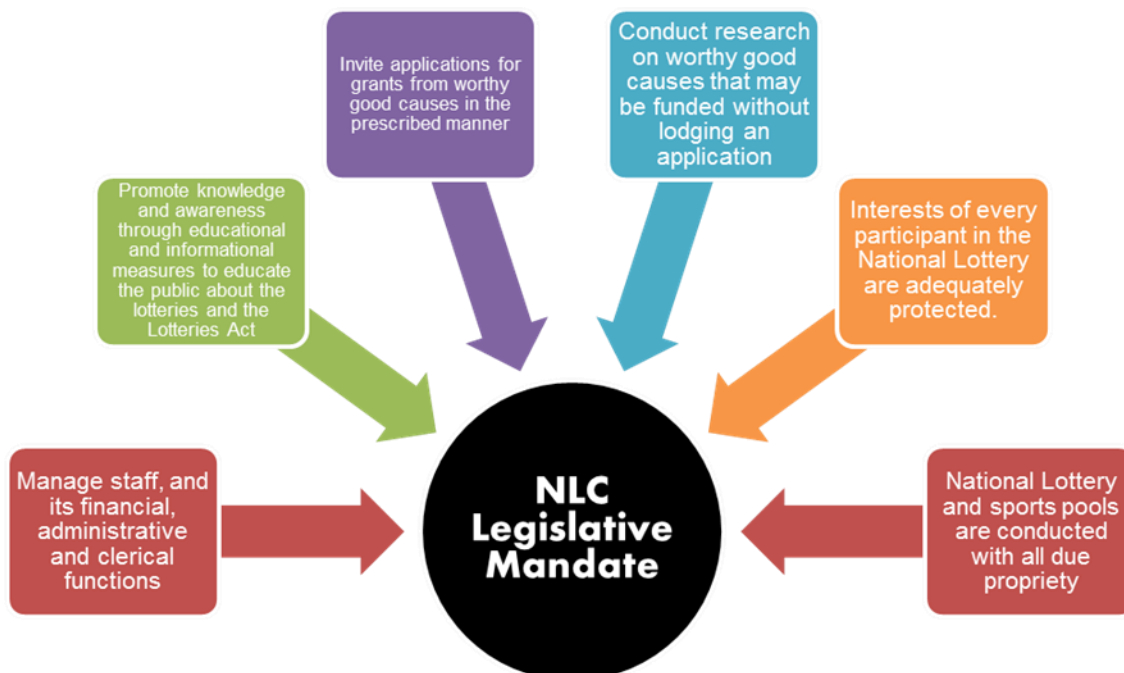 Invite applications for
grants from worthy
good causes in the
prescribed manner
Conduct research
on worthy good
causes that may
be funded without
lodging an
application
Promote knowledge
and awareness
through educational
and informational
measures to educate
the public about the
lotteries and the
Lotteries Act
Interests of every
participant in the
National Lottery
are adequately
protected.
Manage staff, and
its financial,
administrative
and clerical
functions
NLC
Legislative
Mandate
National Lottery
and sports pools
are conducted
with all due
propriety